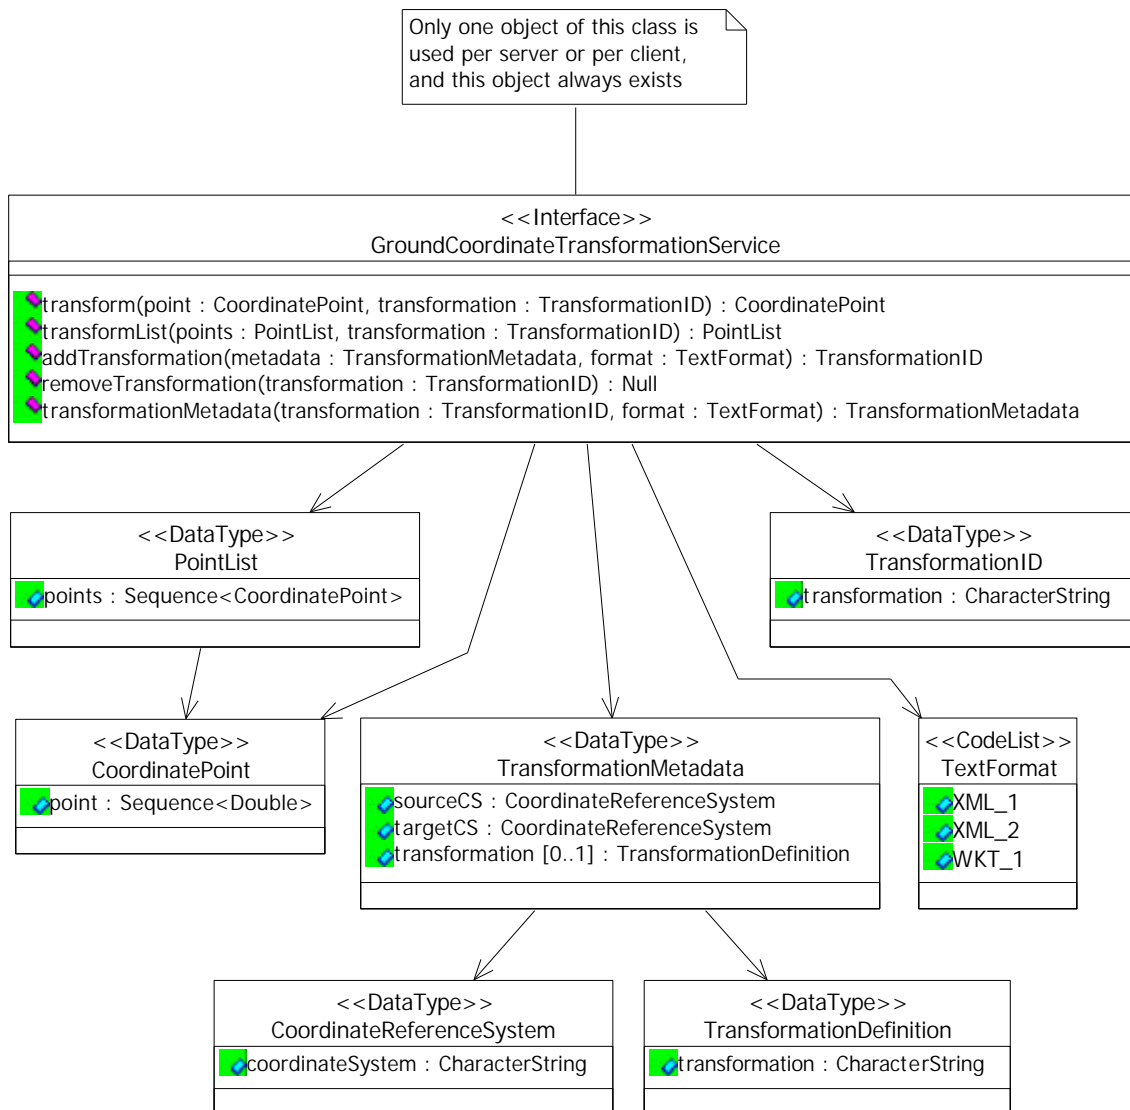 Only one object of this class is
used per server or per client,
and this object always exists
<<Interface>>
GroundCoordinateTransformationService
transform(point : CoordinatePoint, transformation : TransformationID) : CoordinatePoint
transformList(points : PointList, transformation : TransformationID) : PointList
addTransformation(metadata : TransformationMetadata, format : TextFormat) : TransformationID
removeTransformation(transformation : TransformationID) : Null
transformationMetadata(transformation : TransformationID, format : TextFormat) : TransformationMetadata
<<DataType>>
PointList
points : Sequence<CoordinatePoint>
<<DataType>>
TransformationID
transformation : CharacterString
<<DataType>>
CoordinatePoint
point : Sequence<Double>
<<DataType>>
TransformationMetadata
sourceCS : CoordinateReferenceSystem
targetCS : CoordinateReferenceSystem
transformation [0..1] : TransformationDefinition
<<CodeList>>
TextFormat
XML_1
XML_2
WKT_1
<<DataType>>
CoordinateReferenceSystem
coordinateSystem : CharacterString
<<DataType>>
TransformationDefinition
transformation : CharacterString